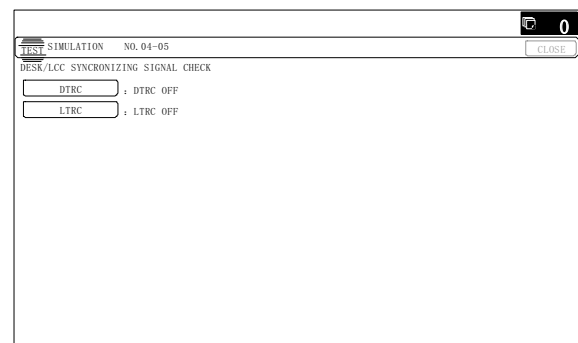 0
TEST SIMULATION NO. 04-05
CLOSE
DESK/LCC SYNCRONIZING SIGNAL CHECK
DTRC : DTRC OFF
LTRC : LTRC OFF